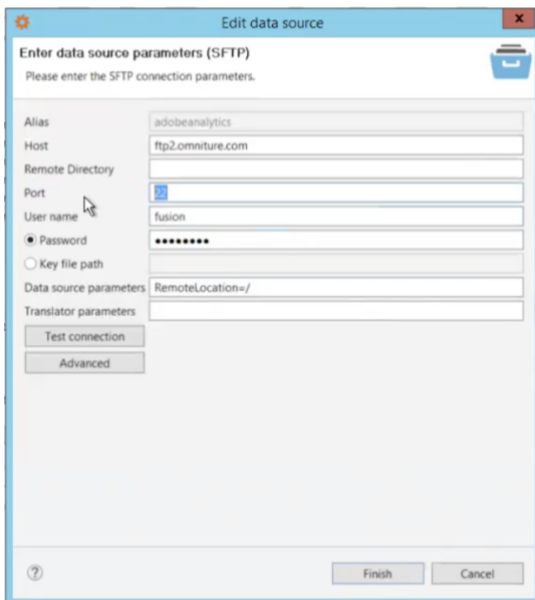 Edit data source
x
Enter data source parameters (SFTP)
Please enter the SFTP connection parameters.
Alias adobeanalytics
Host ftp2.omniture.com
Remote Directory
Port 22
User name fusion
Password ••••••••
Key file path
Data source parameters RemoteLocation=/
Translator parameters
Test connection
Advanced
?
Finish Cancel